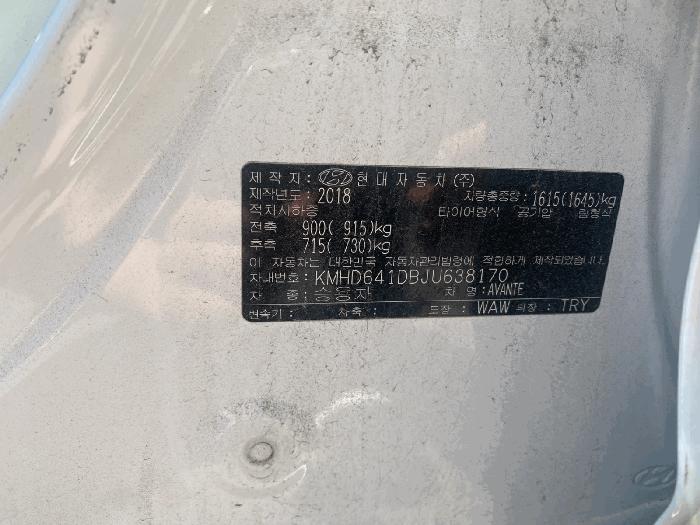 제작자 : 현대자동차(주)
제작년도 : 2018 차량총중량 : 1615(1645)kg
적차시하중 타이어형식 공기압 림형식
전축 900( 915)kg
후축 715( 730)kg
이 자동차는 대한민국 자동차관리법령에 적합하게 제작되었습니다.
차대번호 : KMHD641DBJU638170
차 종 : 승용차 차 명 : AVANTE
변속기 : 차축 : 도장 : WAW 의장 : TRY